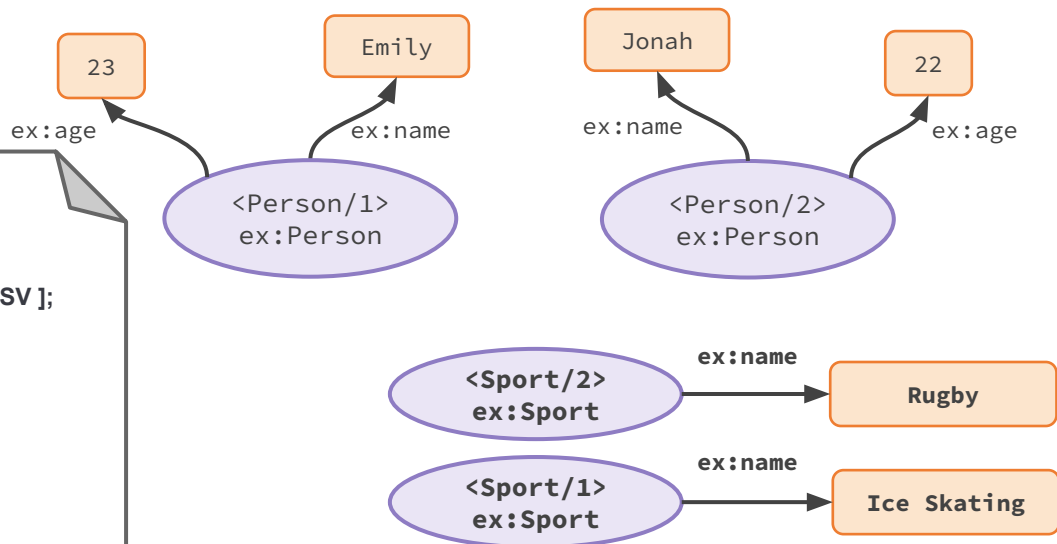 23
Emily
Jonah
22
ex:age
ex:name
ex:name
ex:age
<Person/1>
ex:Person
<Person/2>
ex:Person
SV ];
<Sport/2>
ex:Sport
ex:name
Rugby
<Sport/1>
ex:Sport
ex:name
Ice Skating